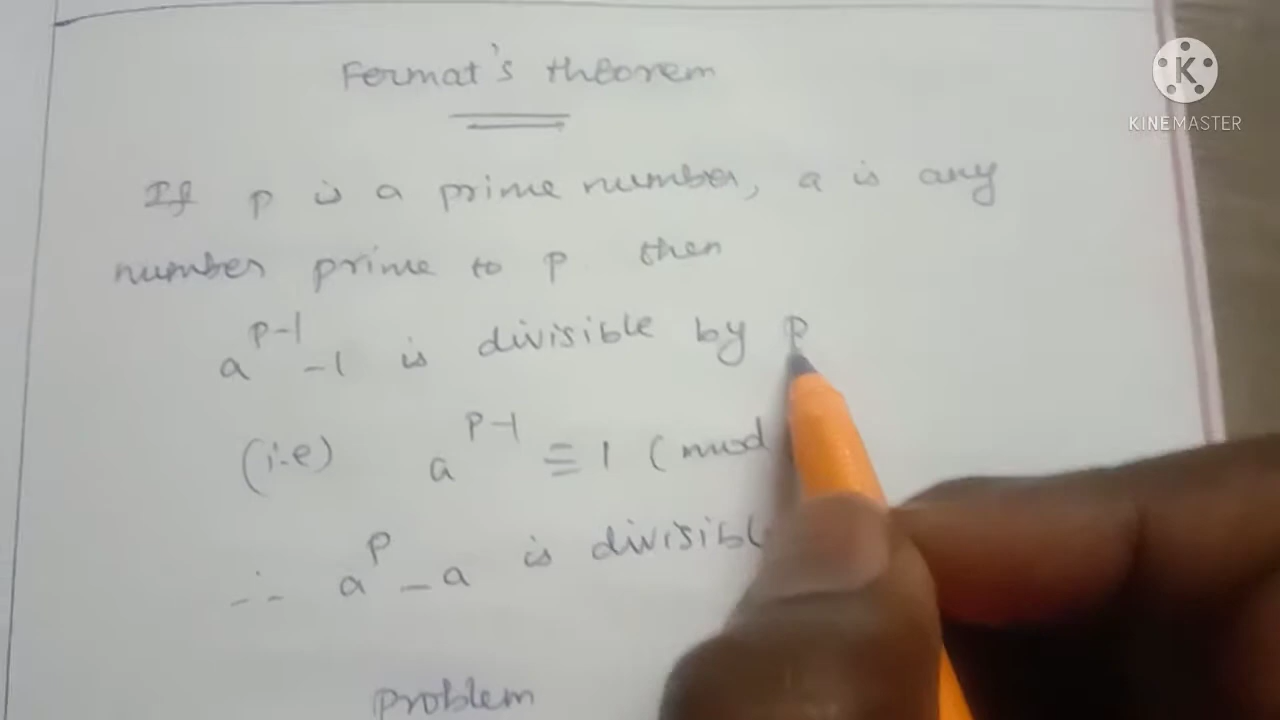 Fermat's theorem
If p is a prime number, a is any
number prime to p then
a^{p-1} - 1 is divisible by p
(i.e) a^{p-1} ≡ 1 (mod
∴ a^p - a is divisible
problem
KINEMASTER